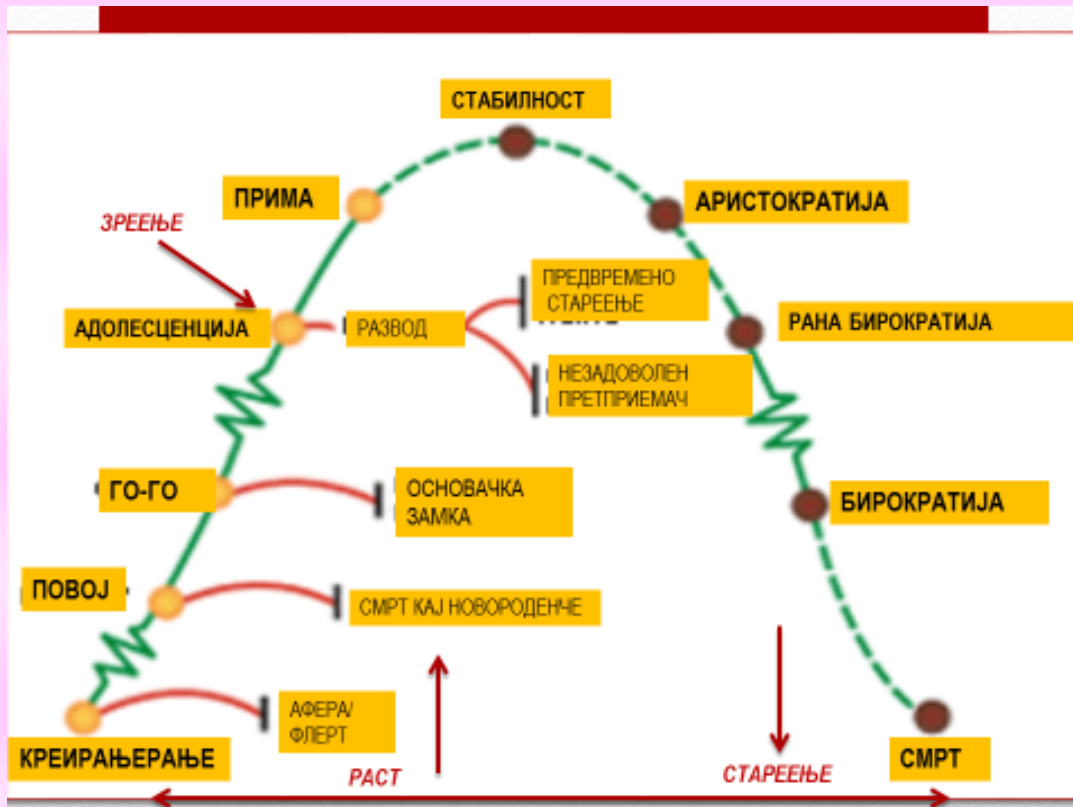 СТАБИЛНОСТ
ПРИМА
АРИСТОКРАТИЈА
ЗРЕЕЊЕ
ПРЕДВРЕМЕНО
СТАРЕЕЊЕ
АДОЛЕСЦЕНЦИЈА
РАЗВОД
РАНА БИРОКРАТИЈА
НЕЗАДОВОЛЕН
ПРЕТПРИЕМАЧ
ГО-ГО
ОСНОВАЧКА
ЗАМКА
БИРОКРАТИЈА
ПОВОЈ
СМРТ КАЈ НОВОРОДЕНЧЕ
АФЕРА/
ФЛЕРТ
КРЕИРАЊЕРАЊЕ
СМРТ
РАСТ
СТАРЕЕЊЕ